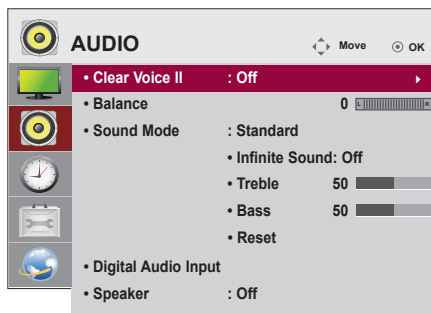 AUDIO Move OK
• Clear Voice II : Off
• Balance 0 L R
• Sound Mode : Standard
• Infinite Sound: Off
• Treble 50
• Bass 50
• Reset
• Digital Audio Input
• Speaker : Off